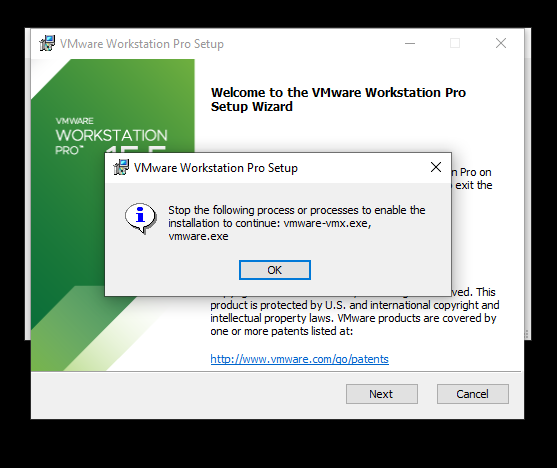 VMware Workstation Pro Setup
VMWARE
WORKSTATION
PRO™
Welcome to the VMware Workstation Pro
Setup Wizard
Pro on
exit the
VMware Workstation Pro Setup
Stop the following process or processes to enable the
installation to continue: vmware-vmx.exe,
vmware.exe
OK
This
product is protected by U.S. and international copyright and
intellectual property laws. VMware products are covered by
one or more patents listed at:
http://www.vmware.com/go/patents
Next
Cancel